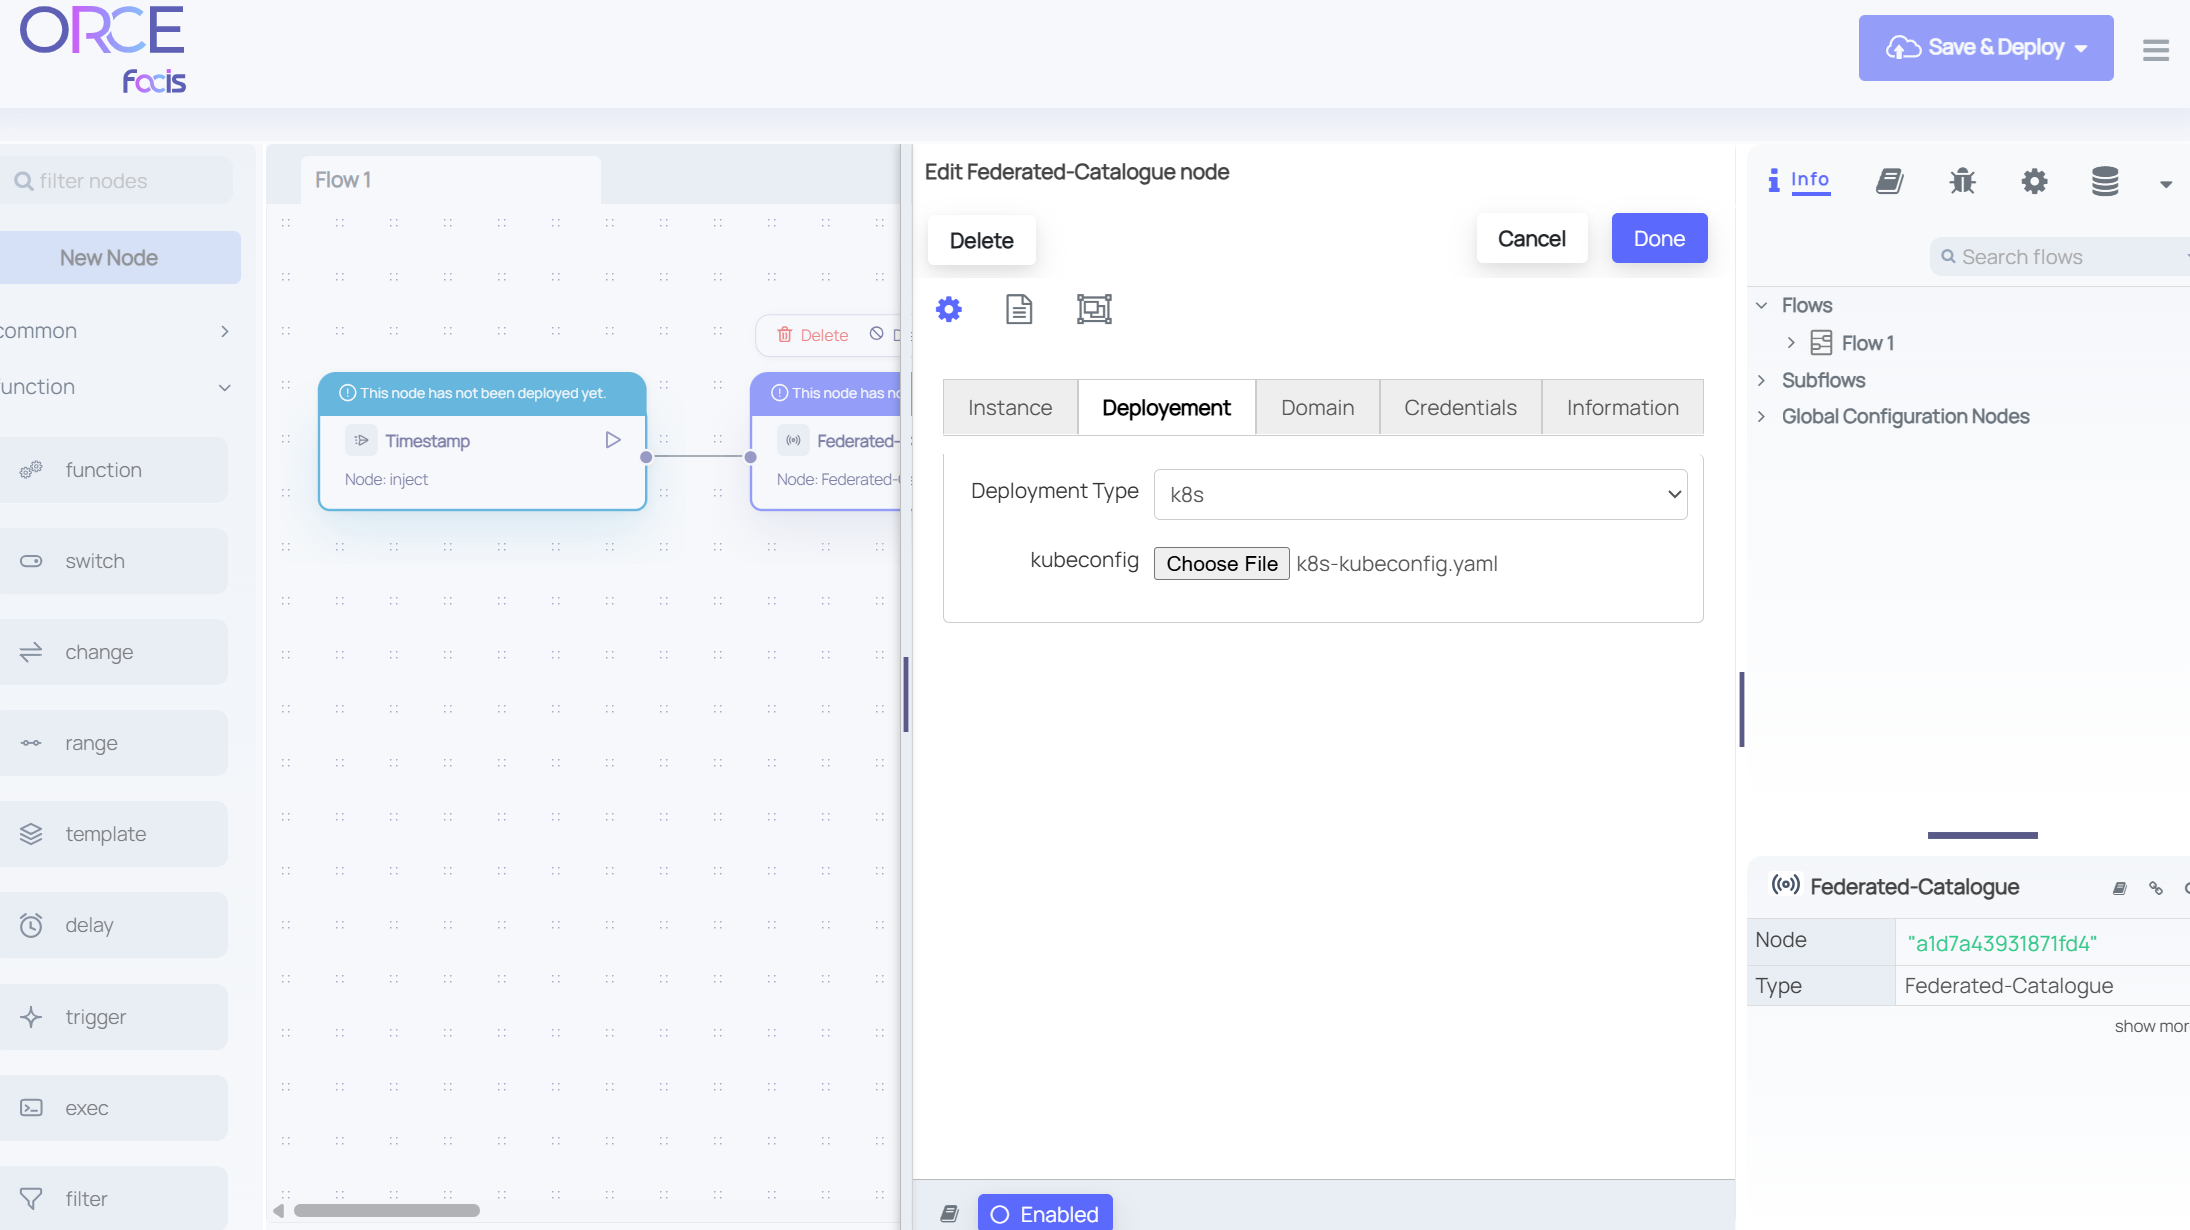 ORCE
facis
Save & Deploy
filter nodes
New Node
common
function
function
switch
change
range
template
delay
trigger
exec
filter
Flow 1
Delete
This node has not been deployed yet.
Timestamp
Node: inject
This node has no
Federated-
Node: Federated-
Edit Federated-Catalogue node
Delete
Cancel
Done
Instance
Deployement
Domain
Credentials
Information
Deployment Type
k8s
kubeconfig
Choose File
k8s-kubeconfig.yaml
Enabled
Info
Search flows
Flows
Flow 1
Subflows
Global Configuration Nodes
Federated-Catalogue
Node
"a1d7a43931871fd4"
Type
Federated-Catalogue
show mor